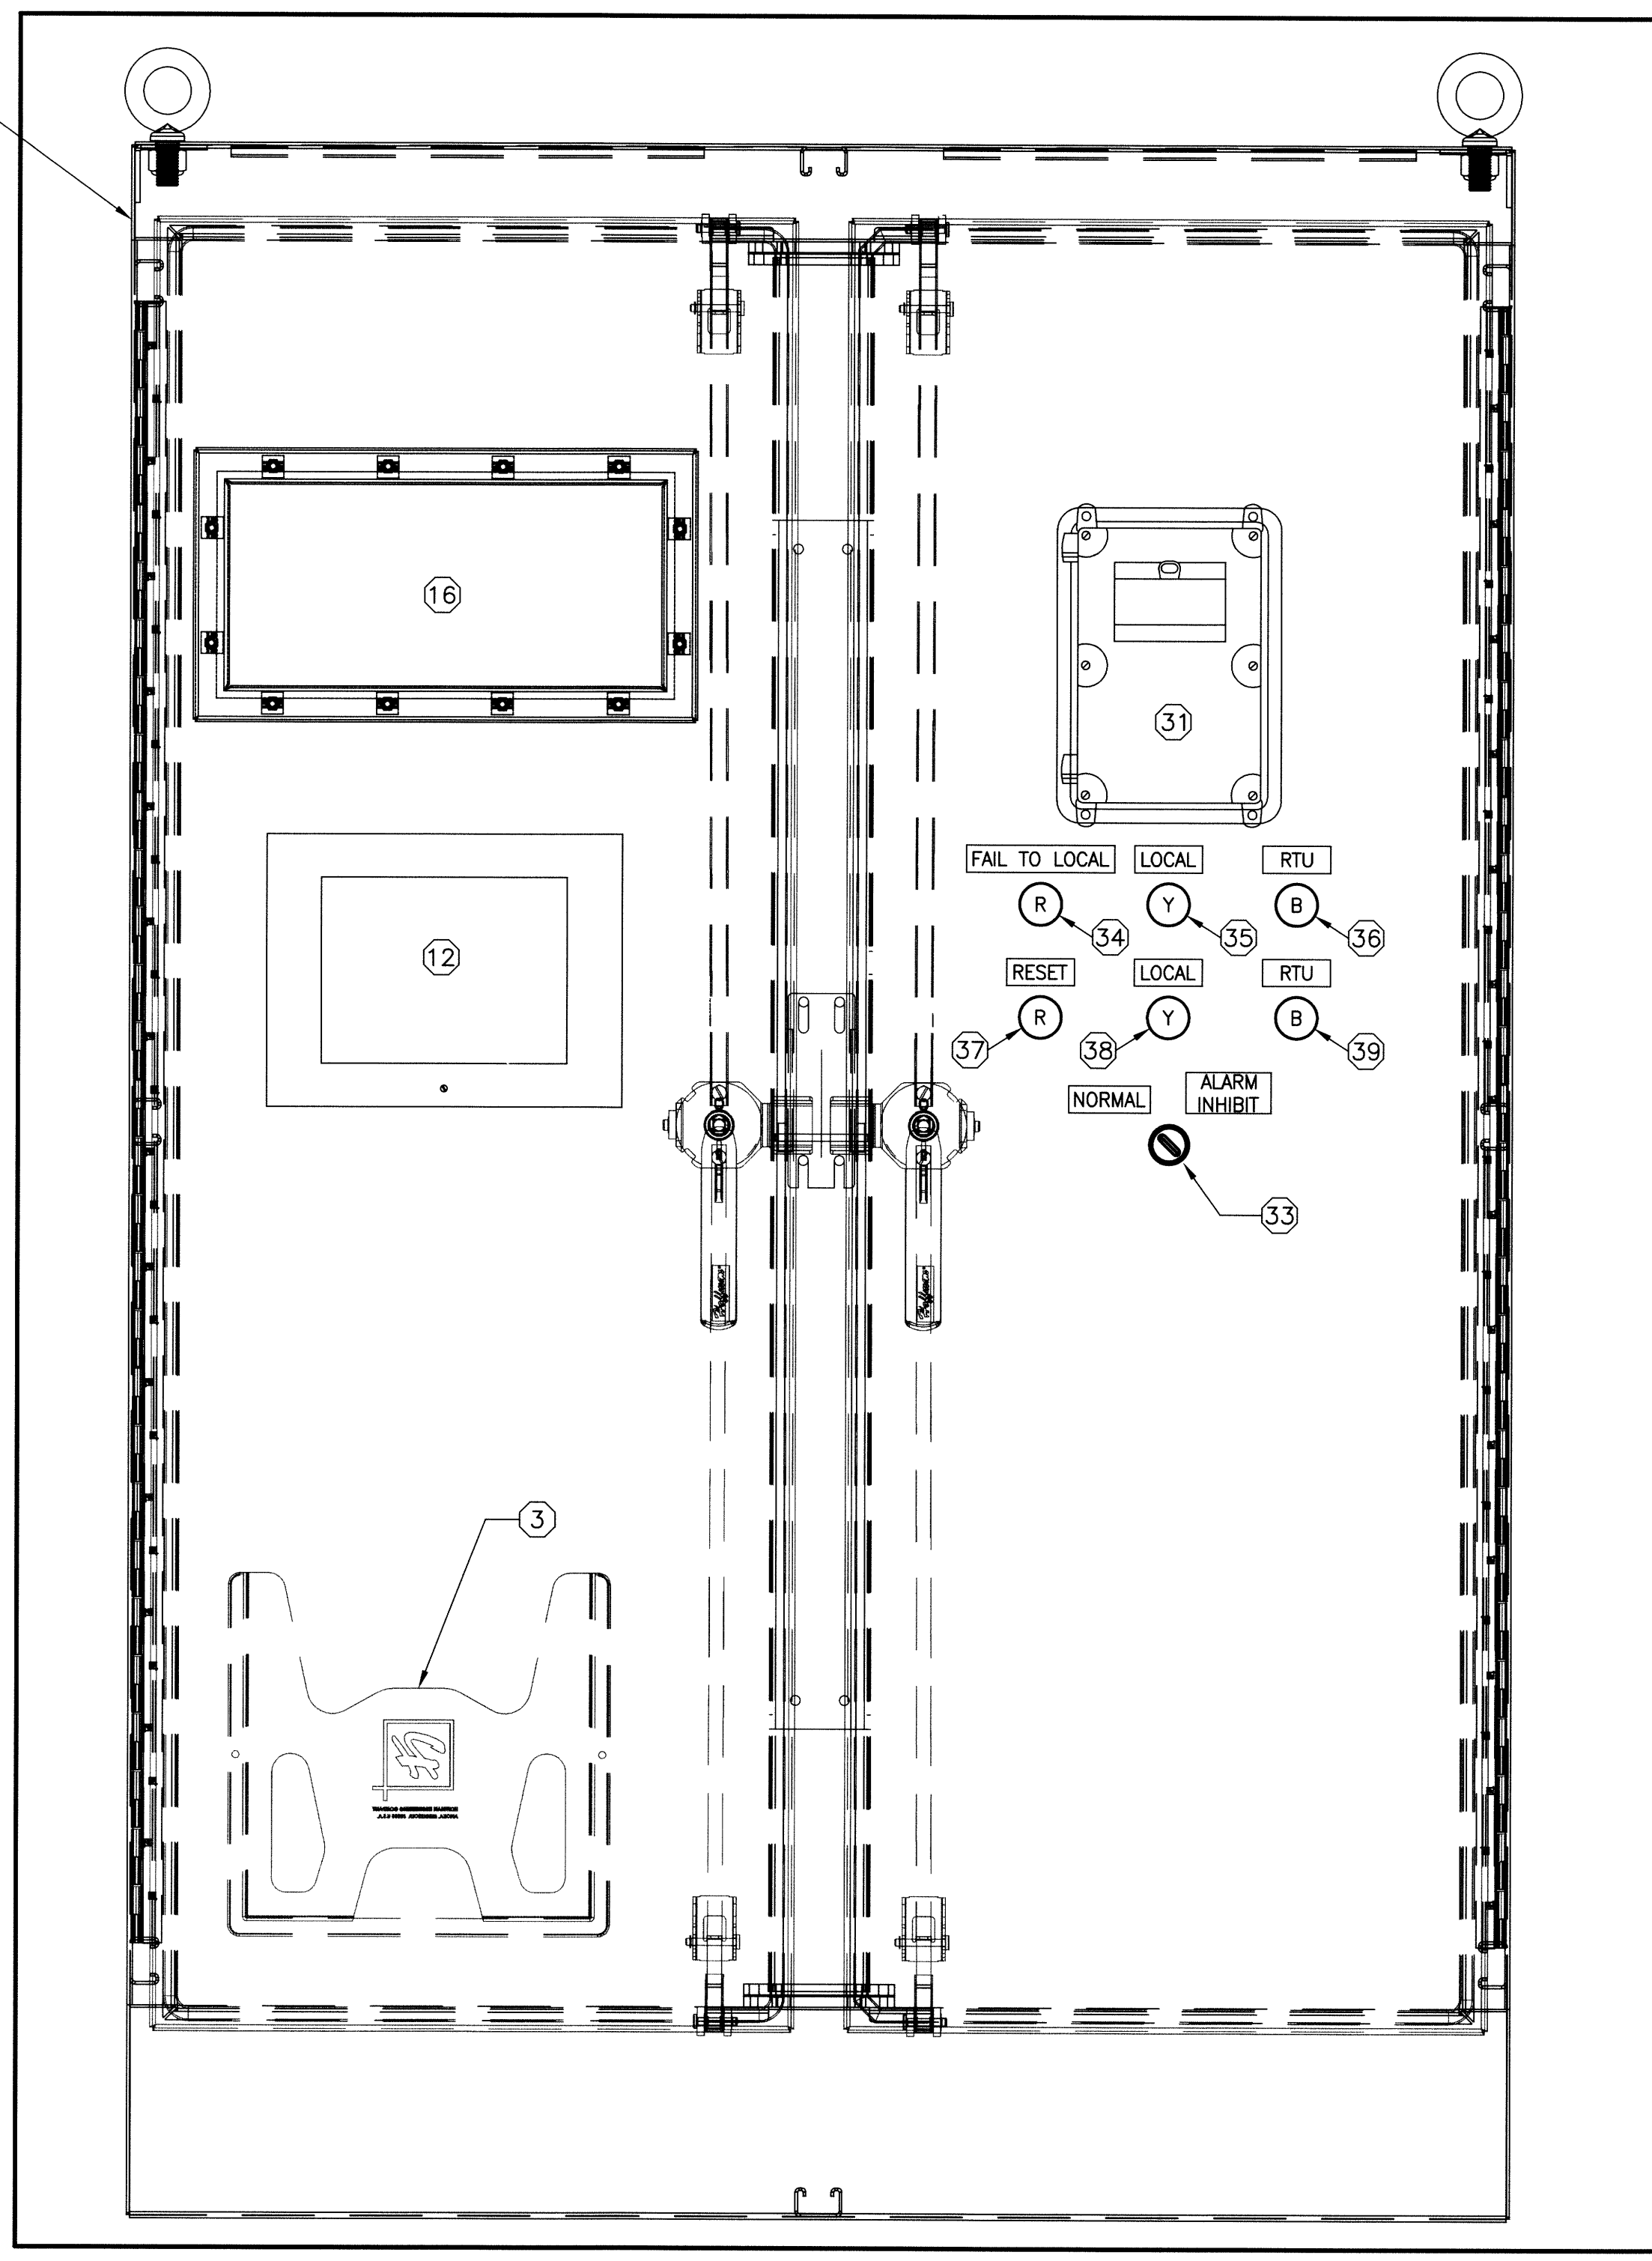 16
31
FAIL TO LOCAL LOCAL RTU
R Y B
34 35 36
12
RESET LOCAL RTU
R Y B
37 38 39
NORMAL ALARM
INHIBIT
33
3